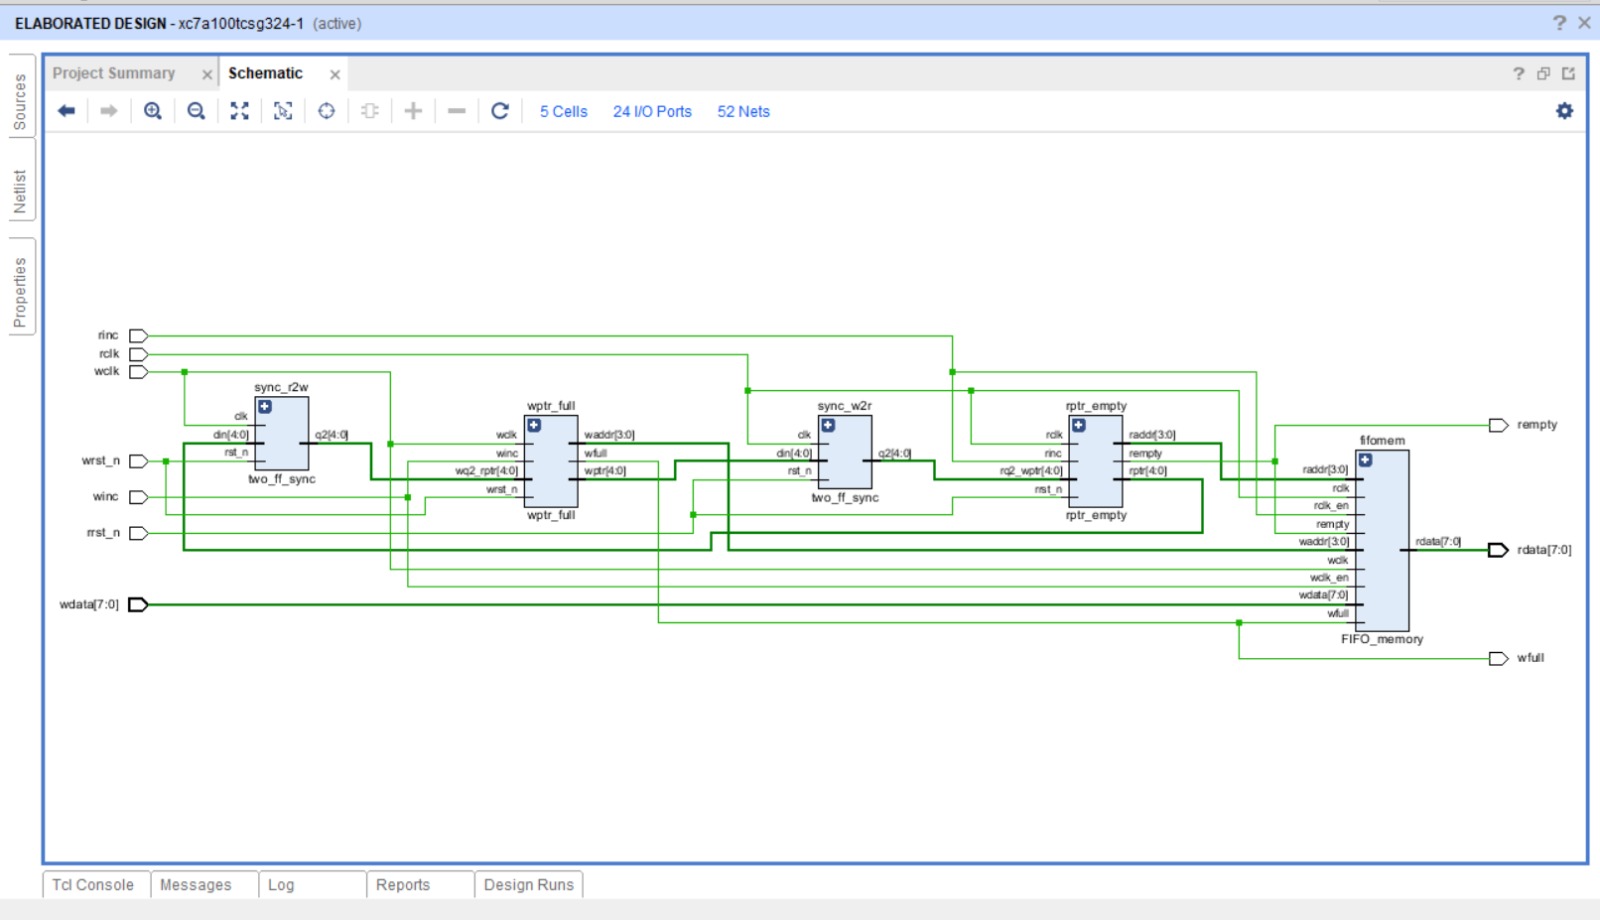 ELABORATED DESIGN - xc7a100tcsg324-1 (active)
Sources
Netlist
Properties
Project Summary
Schematic
5 Cells 24 I/O Ports 52 Nets
rinc
rclk
wclk
wrst_n
winc
rrst_n
wdata[7:0]
sync_r2w
clk
din[4:0] q2[4:0]
rst_n
two_ff_sync
wptr_full
wclk waddr[3:0]
winc wfull
wq2_rptr[4:0] wptr[4:0]
wrst_n
wptr_full
sync_w2r
clk
din[4:0] q2[4:0]
rst_n
two_ff_sync
rptr_empty
rclk raddr[3:0]
rinc rempty
rq2_wptr[4:0] rptr[4:0]
rrst_n
rptr_empty
fifomem
raddr[3:0]
rclk
rclk_en
rempty
waddr[3:0] rdata[7:0]
wclk
wclk_en
wdata[7:0]
wfull
FIFO_memory
rempty
rdata[7:0]
wfull
Tcl Console Messages Log Reports Design Runs